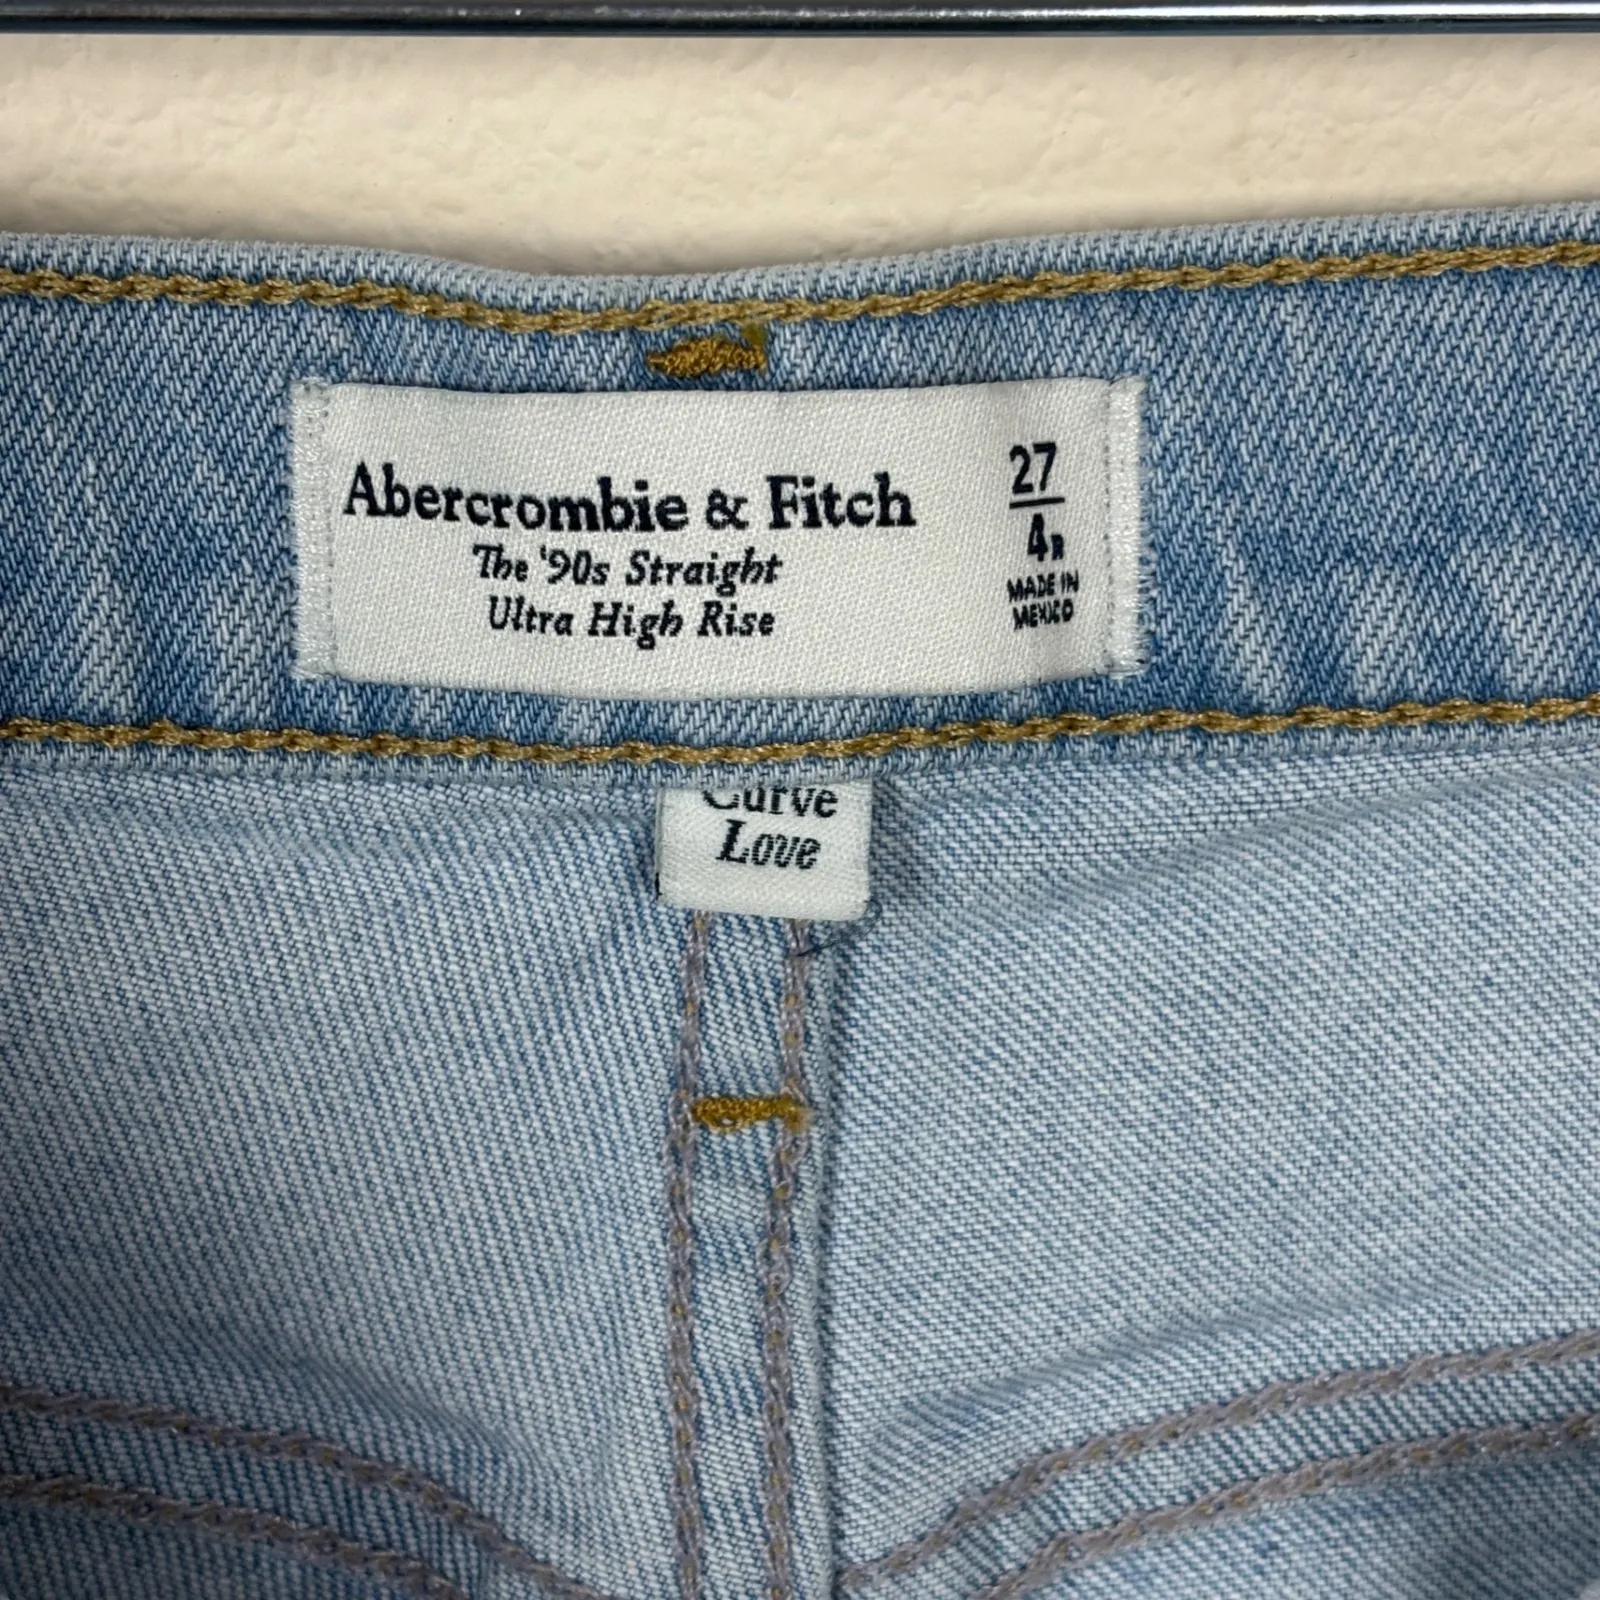 Abercrombie & Fitch
The '90s Straight
Ultra High Rise
27
4R
MADE IN
MEXICO
Curve
Love